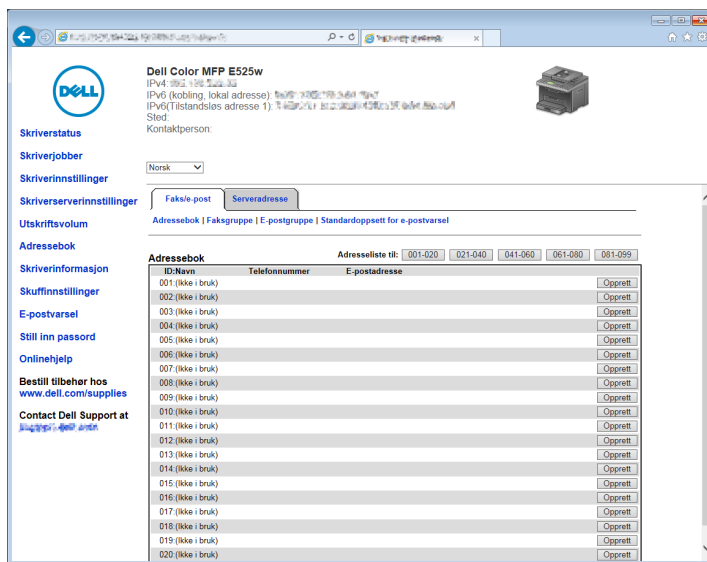 DELL
Dell Color MFP E525w
IPv4:
IPv6 (kobling, lokal adresse):
IPv6(Tilstandsløs adresse 1):
Sted:
Kontaktperson:
Norsk
Skriverstatus
Skriverjobber
Skriverinnstillinger
Skriverserverinnstillinger
Utskriftsvolum
Adressebok
Skriverinformasjon
Skuffinnstillinger
E-postvarsel
Still inn passord
Onlinehjelp
Bestill tilbehør hos
www.dell.com/supplies
Contact Dell Support at
Faks/e-post Serveradresse
Adressebok | Faksgruppe | E-postgruppe | Standardoppsett for e-postvarsel
Adressebok Adresseliste til: 001-020 021-040 041-060 061-080 081-099
ID:Navn Telefonnummer E-postadresse
001:(Ikke i bruk) Opprett
002:(Ikke i bruk) Opprett
003:(Ikke i bruk) Opprett
004:(Ikke i bruk) Opprett
005:(Ikke i bruk) Opprett
006:(Ikke i bruk) Opprett
007:(Ikke i bruk) Opprett
008:(Ikke i bruk) Opprett
009:(Ikke i bruk) Opprett
010:(Ikke i bruk) Opprett
011:(Ikke i bruk) Opprett
012:(Ikke i bruk) Opprett
013:(Ikke i bruk) Opprett
014:(Ikke i bruk) Opprett
015:(Ikke i bruk) Opprett
016:(Ikke i bruk) Opprett
017:(Ikke i bruk) Opprett
018:(Ikke i bruk) Opprett
019:(Ikke i bruk) Opprett
020:(Ikke i bruk) Opprett